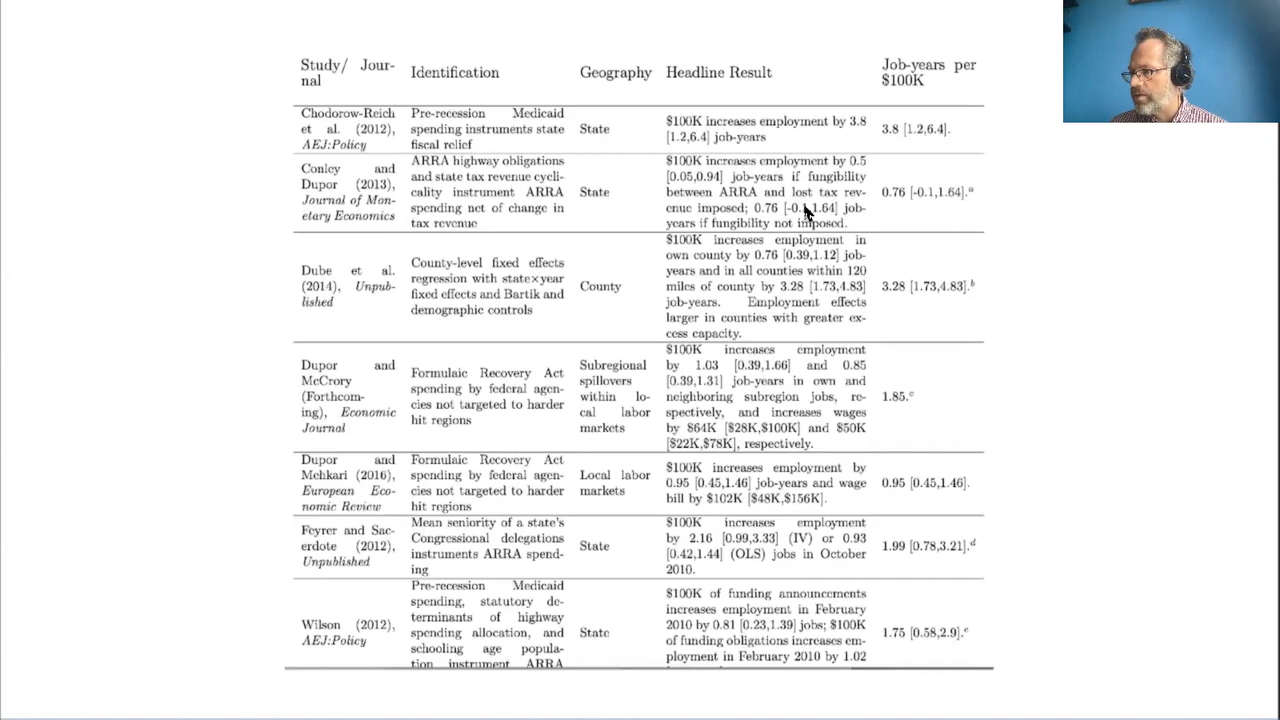 Study/ Jour-
nal
Identification
Geography
Headline Result
Job-years per
$100K
Chodorow-Reich
et al. (2012),
AEJ:Policy
Pre-recession Medicaid
spending instruments state
fiscal relief
State
$100K increases employment by 3.8
[1.2,6.4] job-years
3.8 [1.2,6.4].
Conley and
Dupor (2013),
Journal of Mon-
etary Economics
ARRA highway obligations
and state tax revenue cycli-
cality instrument ARRA
spending net of change in
tax revenue
State
$100K increases employment by 0.5
[0.05,0.94] job-years if fungibility
between ARRA and lost tax rev-
enue imposed; 0.76 [-0.1,1.64] job-
years if fungibility not imposed.
0.76 [-0.1,1.64].a
Dube et al.
(2014), Unpub-
lished
County-level fixed effects
regression with state×year
fixed effects and Bartik and
demographic controls
County
$100K increases employment in
own county by 0.76 [0.39,1.12] job-
years and in all counties within 120
miles of county by 3.28 [1.73,4.83]
job-years. Employment effects
larger in counties with greater ex-
cess capacity.
3.28 [1.73,4.83].b
Dupor and
McCrory
(Forthcom-
ing), Economic
Journal
Formulaic Recovery Act
spending by federal agen-
cies not targeted to harder
hit regions
Subregional
spillovers
within lo-
cal labor
markets
$100K increases employment
by 1.03 [0.39,1.66] and 0.85
[0.39,1.31] job-years in own and
neighboring subregion jobs, re-
spectively, and increases wages
by $64K [$28K,$100K] and $50K
[$22K,$78K], respectively.
1.85.c
Dupor and
Mehkari (2016),
European Eco-
nomic Review
Formulaic Recovery Act
spending by federal agen-
cies not targeted to harder
hit regions
Local labor
markets
$100K increases employment by
0.95 [0.45,1.46] job-years and wage
bill by $102K [$48K,$156K].
0.95 [0.45,1.46].
Feyrer and Sac-
erdote (2012),
Unpublished
Mean seniority of a state's
Congressional delegations
instruments ARRA spend-
ing
State
$100K increases employment
by 2.16 [0.99,3.33] (IV) or 0.93
[0.42,1.44] (OLS) jobs in October
2010.
1.99 [0.78,3.21].d
Wilson (2012),
AEJ:Policy
Pre-recession Medicaid
spending, statutory de-
terminants of highway
spending allocation, and
schooling age popula-
tion instrument ARRA
State
$100K of funding announcements
increases employment in February
2010 by 0.81 [0.23,1.39] jobs; $100K
of funding obligations increases em-
ployment in February 2010 by 1.02
1.75 [0.58,2.9].e